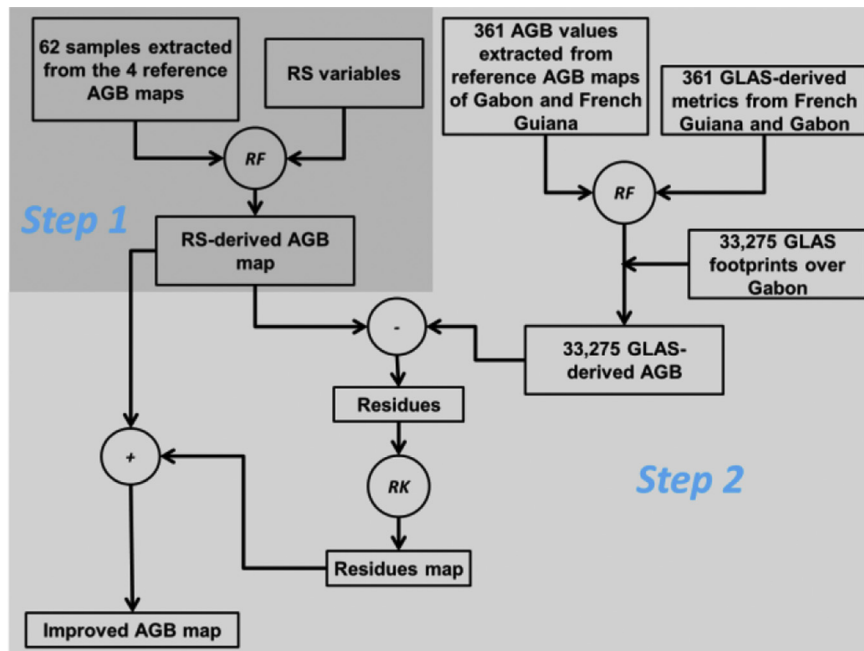 62 samples extracted
from the 4 reference
AGB maps
RS variables
RF
Step 1
RS-derived AGB
map
361 AGB values
extracted from
reference AGB maps
of Gabon and French
Guiana
361 GLAS-derived
metrics from French
Guiana and Gabon
RF
33,275 GLAS
footprints over
Gabon
33,275 GLAS-
derived AGB
-
Residues
+
RK
Step 2
Residues map
Improved AGB map